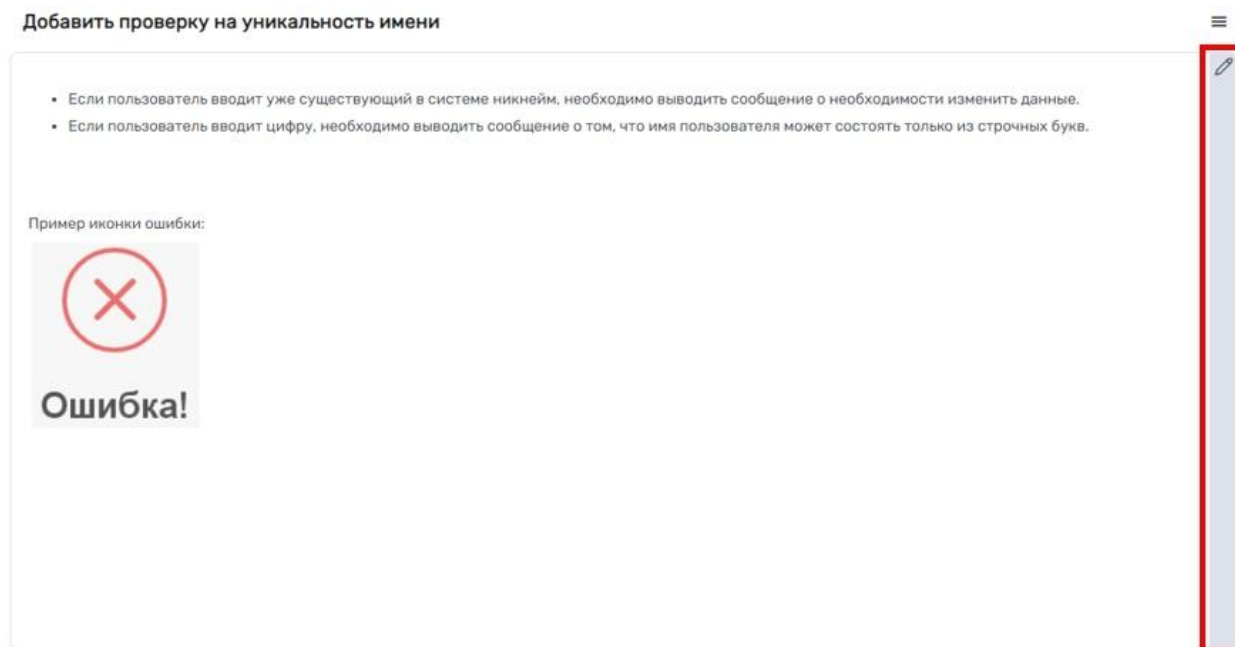 Добавить проверку на уникальность имени
Если пользователь вводит уже существующий в системе никнейм, необходимо выводить сообщение о необходимости изменить данные.
Если пользователь вводит цифру, необходимо выводить сообщение о том, что имя пользователя может состоять только из строчных букв.
Пример иконки ошибки:
Ошибка!